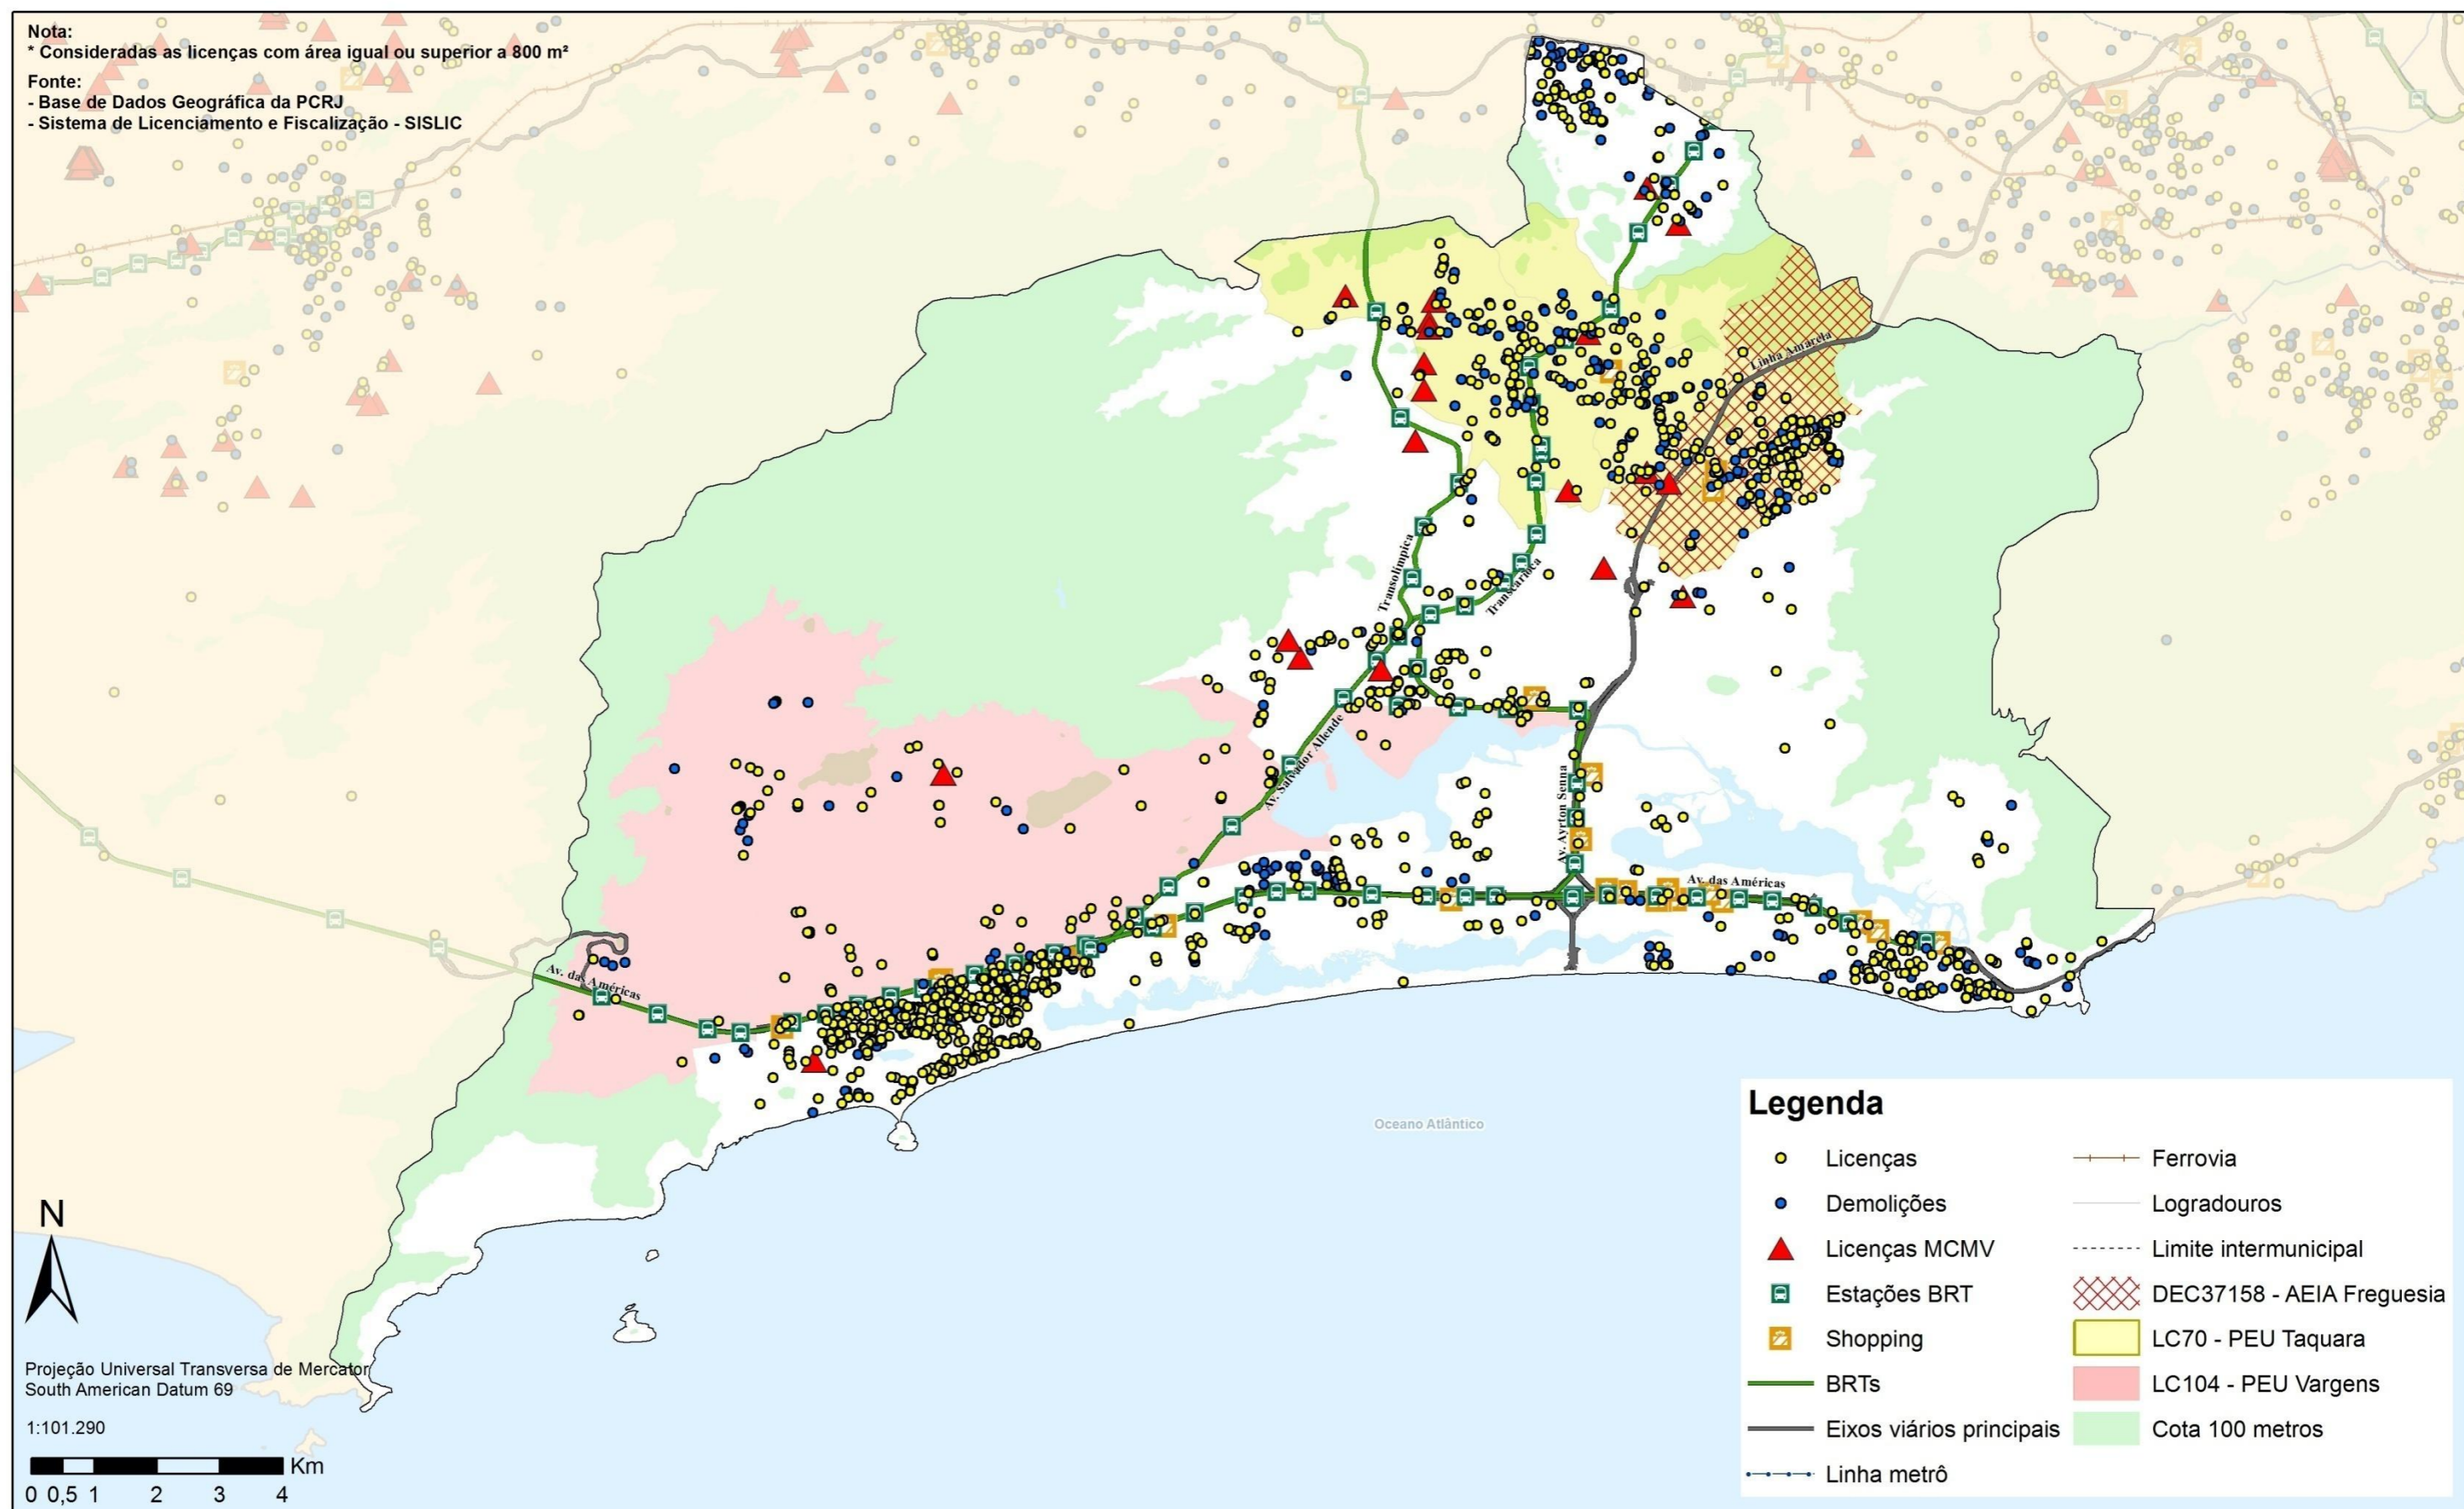 Nota:
* Consideradas as licenças com área igual ou superior a 800 m²
Fonte:
- Base de Dados Geográfica da PCRJ
- Sistema de Licenciamento e Fiscalização - SISLIC
Linha Amarela
Transolímpica
Transcarioca
Av. Salvador Allende
Av. Ayrton Senna
Av. das Américas
Av. das Américas
Oceano Atlântico
Legenda
Licenças
Demolições
Licenças MCMV
Estações BRT
Shopping
BRTs
Eixos viários principais
Linha metrô
Ferrovia
Logradouros
Limite intermunicipal
DEC37158 - AEIA Freguesia
LC70 - PEU Taquara
LC104 - PEU Vargens
Cota 100 metros
N
Projeção Universal Transversa de Mercator
South American Datum 69
1:101.290
Km
0 0,5 1 2 3 4